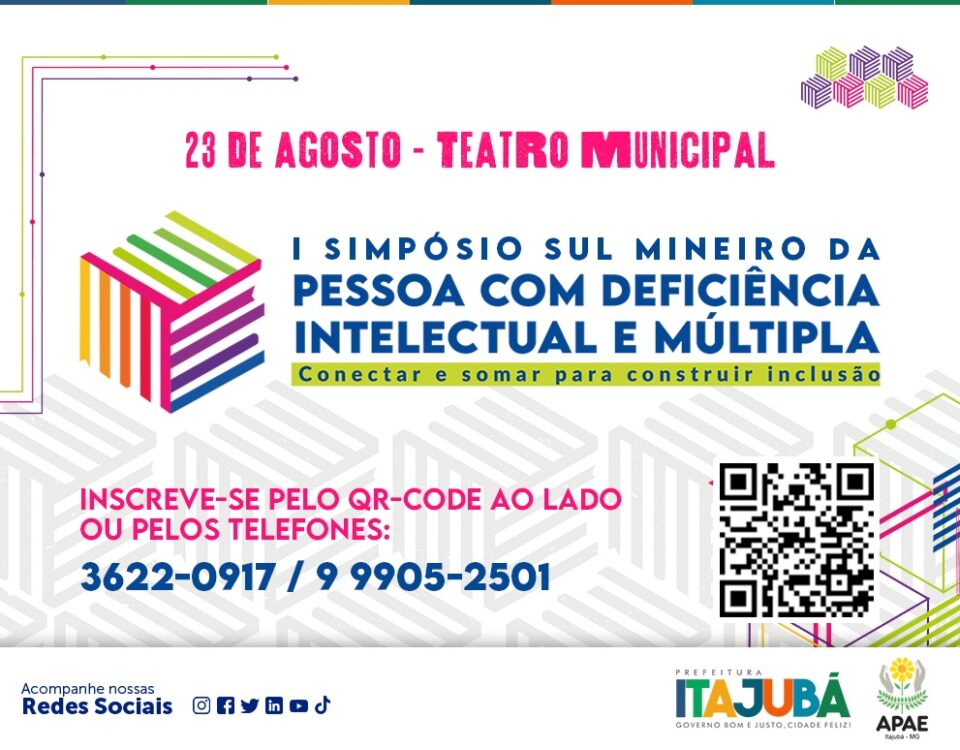 23 DE AGOSTO - TEATRO MUNICIPAL
I SIMPÓSIO SUL MINEIRO DA
PESSOA COM DEFICIÊNCIA
INTELECTUAL E MÚLTIPLA
Conectar e somar para construir inclusão
INSCREVE-SE PELO QR-CODE AO LADO
OU PELOS TELEFONES:
3622-0917 / 9 9905-2501
Acompanhe nossas
Redes Sociais
PREFEITURA
ITAJUBÁ
GOVERNO BOM E JUSTO, CIDADE FELIZ!
APAE
Itajubá - MG